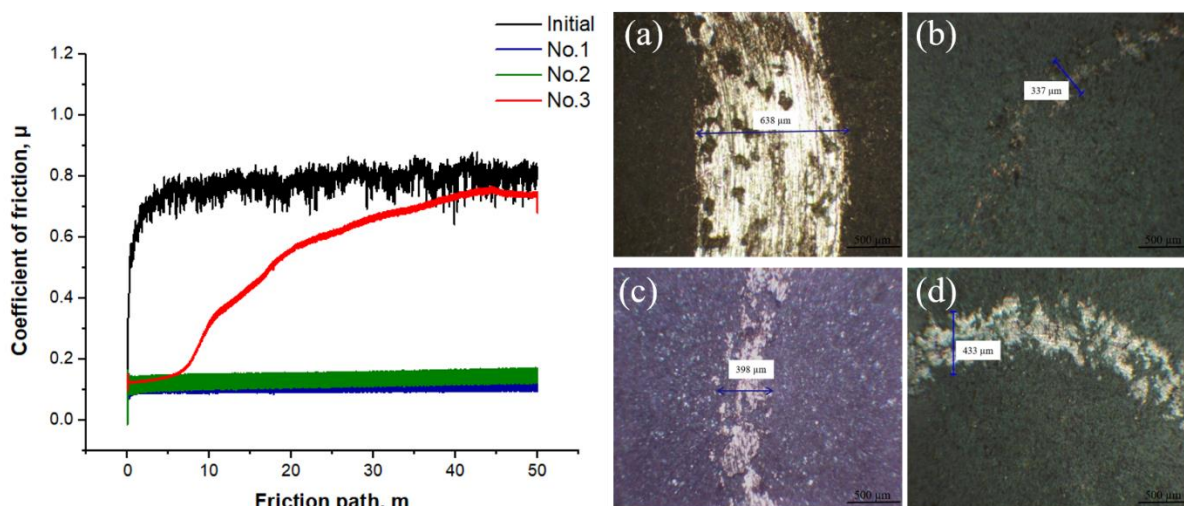 Initial
No.1
No.2
No.3
1.2
1.0
0.8
0.6
0.4
0.2
0.0
Coefficient of friction, μ
0
10
20
30
40
50
Friction path, m
(a)
638 μm
500 μm
(b)
337 μm
500 μm
(c)
398 μm
500 μm
(d)
433 μm
500 μm